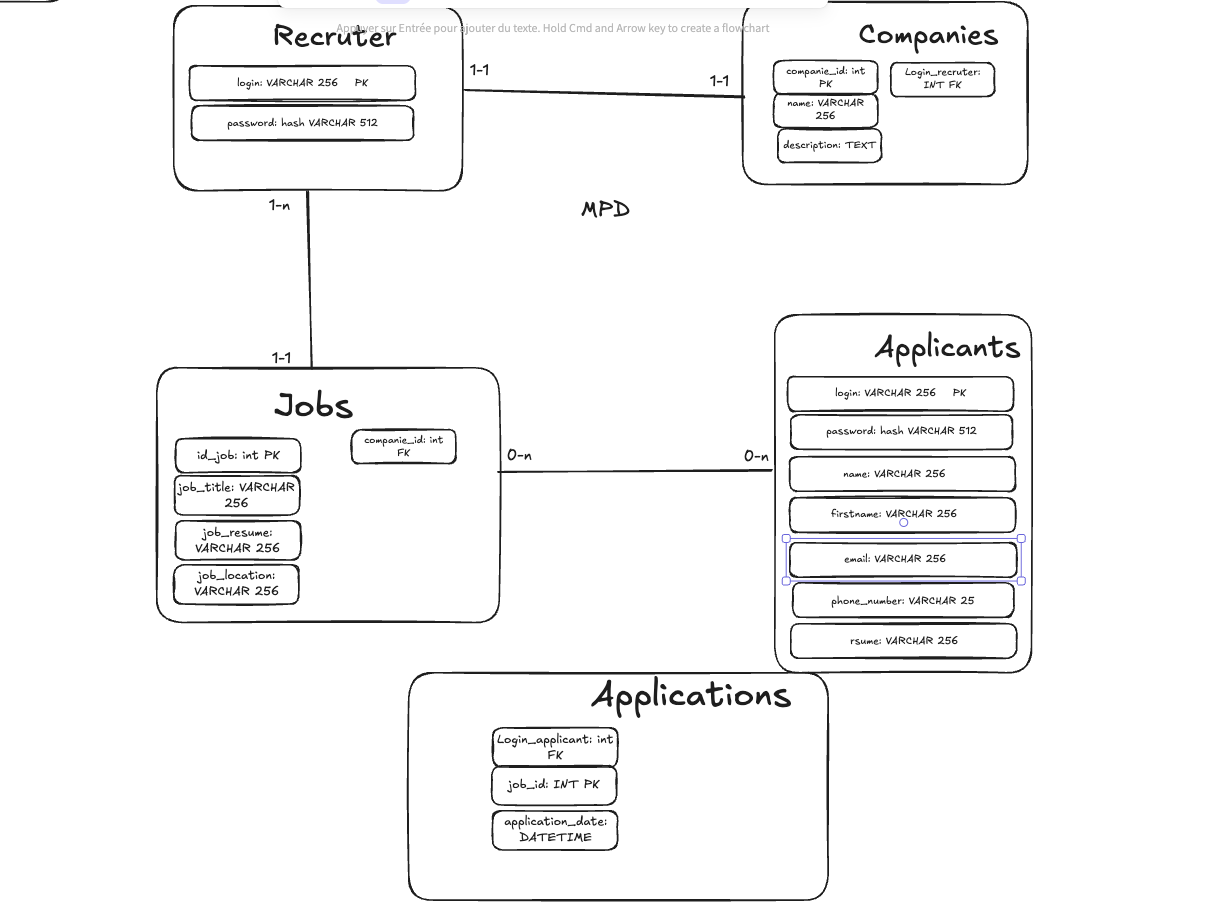 Appuyer sur Entrée pour ajouter du texte. Hold Cmd and Arrow key to create a flowchart
Recruter
login: VARCHAR 256 PK
password: hash VARCHAR 512
1-1
1-1
Companies
companie_id: int
PK
name: VARCHAR
256
description: TEXT
Login_recruter:
INT FK
1-n
MPD
1-1
Jobs
id_job: int PK
job_title: VARCHAR
256
job_resume:
VARCHAR 256
job_location:
VARCHAR 256
companie_id: int
FK
0-n
0-n
Applicants
login: VARCHAR 256 PK
password: hash VARCHAR 512
name: VARCHAR 256
firstname: VARCHAR 256
email: VARCHAR 256
phone_number: VARCHAR 25
rsume: VARCHAR 256
Applications
Login_applicant: int
FK
job_id: INT PK
application_date:
DATETIME